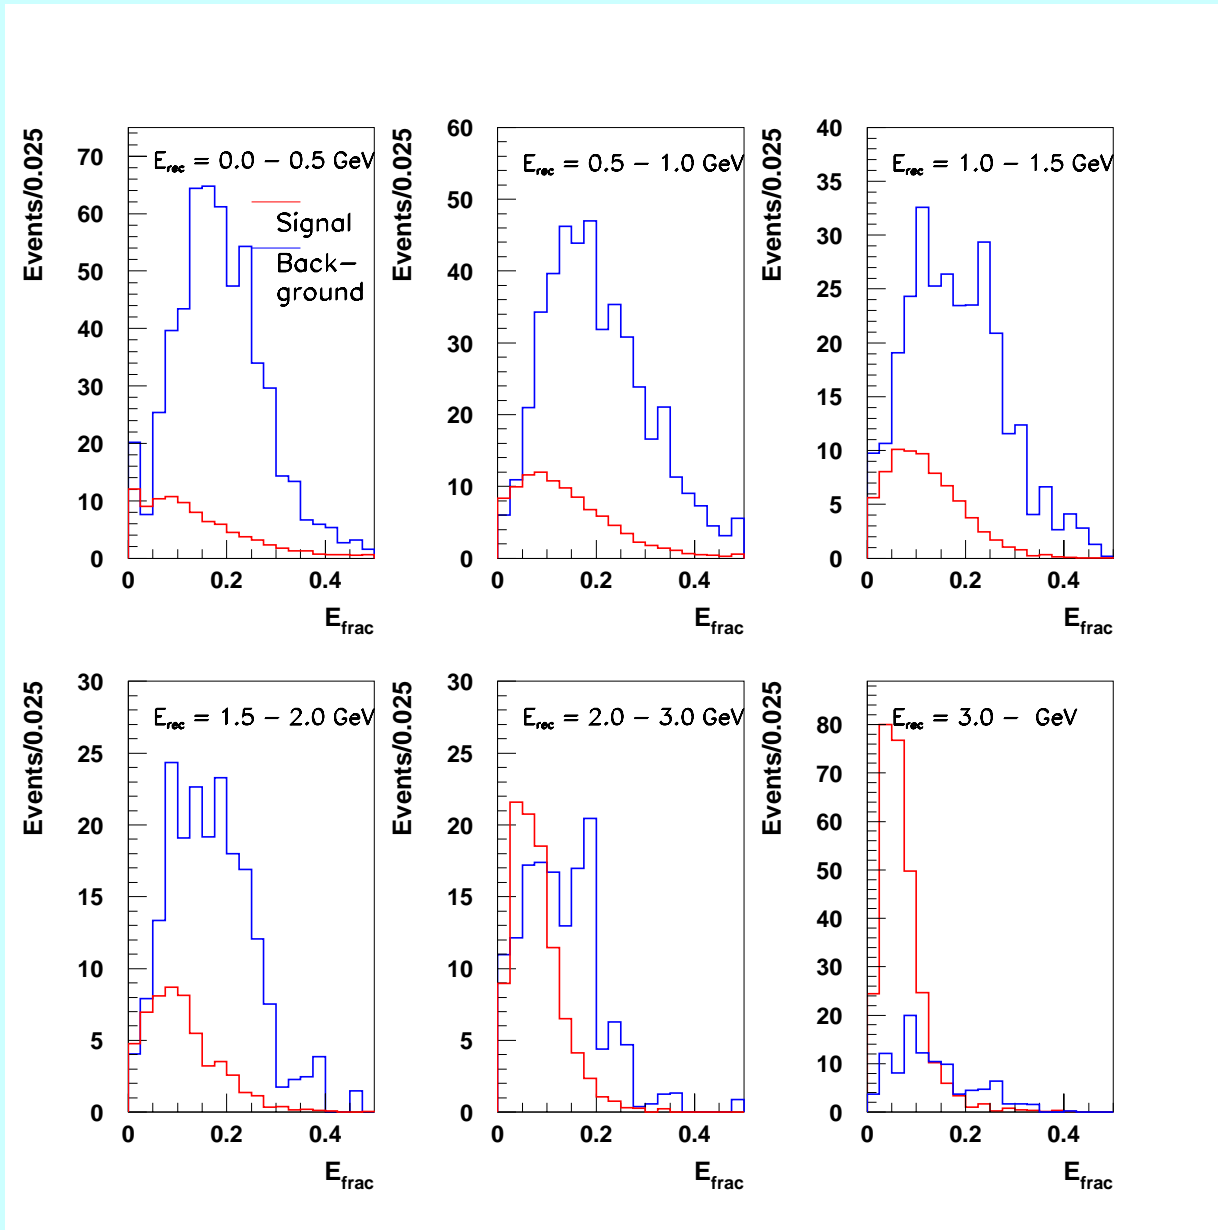 Events/0.025
70
60
50
40
30
20
10
0
E_rec = 0.0 – 0.5 GeV
Signal
Back–
ground
0 0.2 0.4
E_frac
Events/0.025
60
50
40
30
20
10
0
E_rec = 0.5 – 1.0 GeV
0 0.2 0.4
E_frac
Events/0.025
40
35
30
25
20
15
10
5
0
E_rec = 1.0 – 1.5 GeV
0 0.2 0.4
E_frac
Events/0.025
30
25
20
15
10
5
0
E_rec = 1.5 – 2.0 GeV
0 0.2 0.4
E_frac
Events/0.025
30
25
20
15
10
5
0
E_rec = 2.0 – 3.0 GeV
0 0.2 0.4
E_frac
Events/0.025
80
70
60
50
40
30
20
10
0
E_rec = 3.0 – GeV
0 0.2 0.4
E_frac